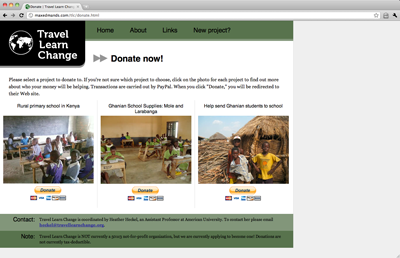 Donate! | Travel Learn Change
maxedmonds.com/tlc/donate.html
Travel
Learn
Change
Home About Links New project?
Donate now!
Please select a project to donate to. If you're not sure which project to choose, click on the photo for each project to find out more
about who your money will be helping. Transactions are carried out by PayPal. When you click "Donate," you will be redirected
to their Web site.
Rural primary school in Kenya
Ghanian School Supplies: Mole and
Larabanga
Help send Ghanian students to school
Donate
Donate
Donate
Contact: Travel Learn Change is coordinated by Heather Heckel, an Assistant Professor at American University. To contact her please email
heckel@travellearnchange.org.
Note: Travel Learn Change is NOT currently a 501c3 not-for-profit organization, but we are currently applying to become one! Donations are
not currently tax deductible.